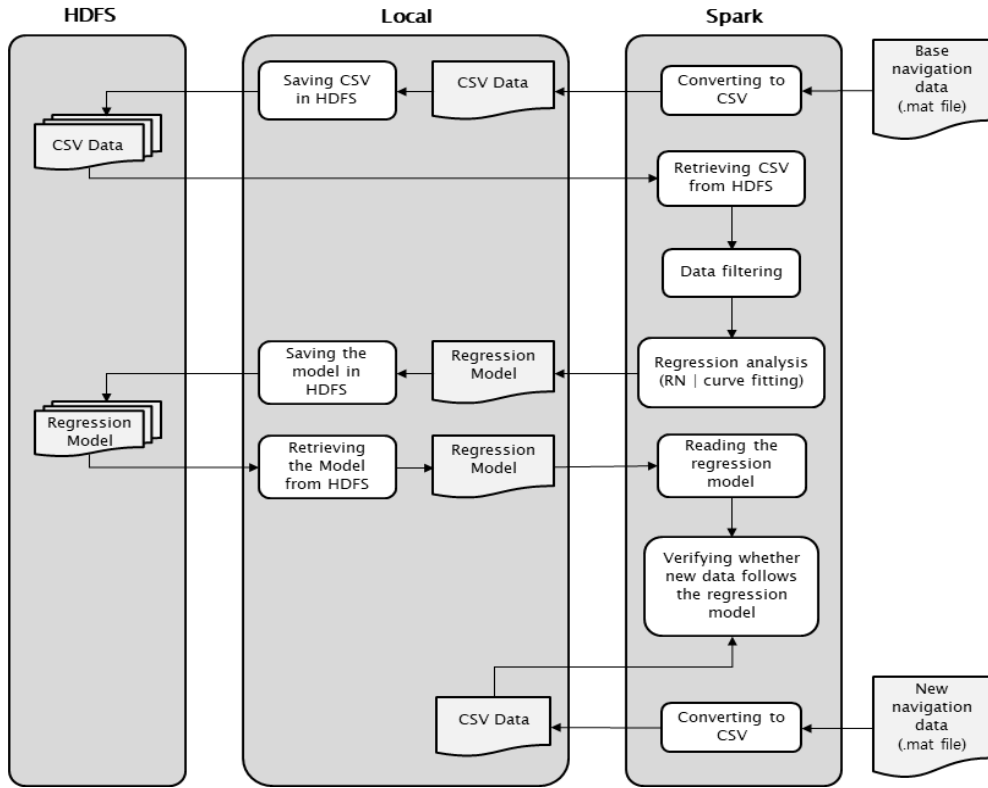 HDFS
Local
Spark
Saving CSV
in HDFS
CSV Data
Converting to
CSV
Base
navigation
data
(.mat file)
CSV Data
Retrieving CSV
from HDFS
Data filtering
Saving the
model in
HDFS
Regression
Model
Regression analysis
(RN | curve fitting)
Regression
Model
Retrieving
the Model
from HDFS
Regression
Model
Reading the
regression
model
Verifying whether
new data follows
the regression
model
CSV Data
Converting to
CSV
New
navigation
data
(.mat file)